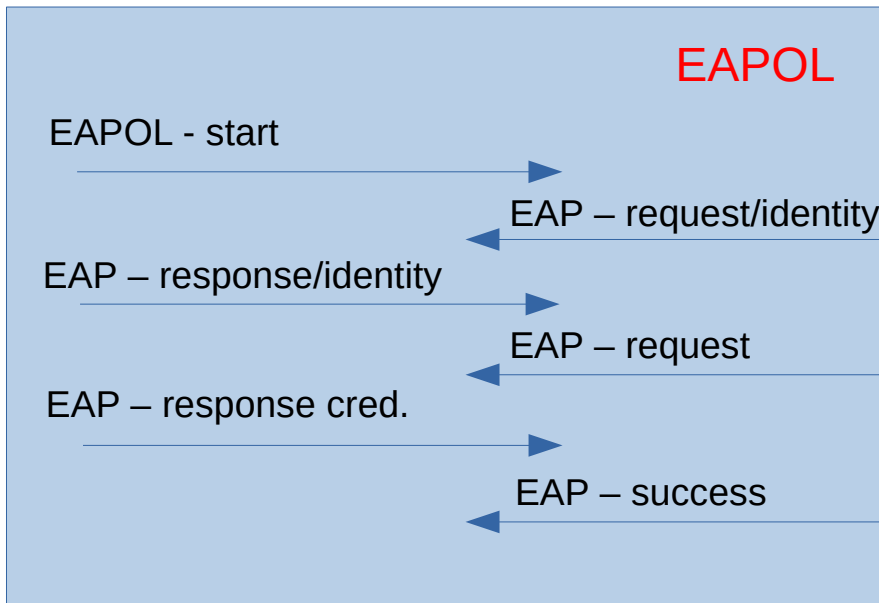 EAPOL
EAPOL - start
EAP – request/identity
EAP – response/identity
EAP – request
EAP – response cred.
EAP – success